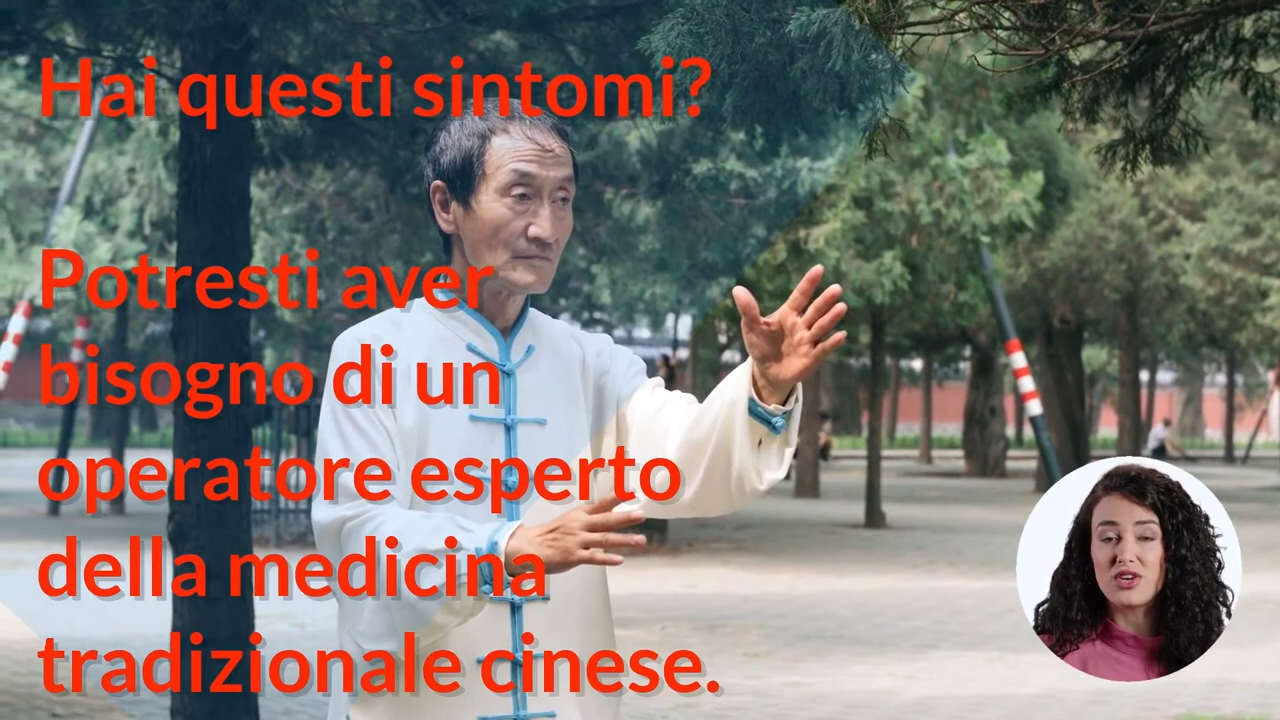 Hai questi sintomi?
Potresti aver
bisogno di un
operatore esperto
della medicina
tradizionale cinese.